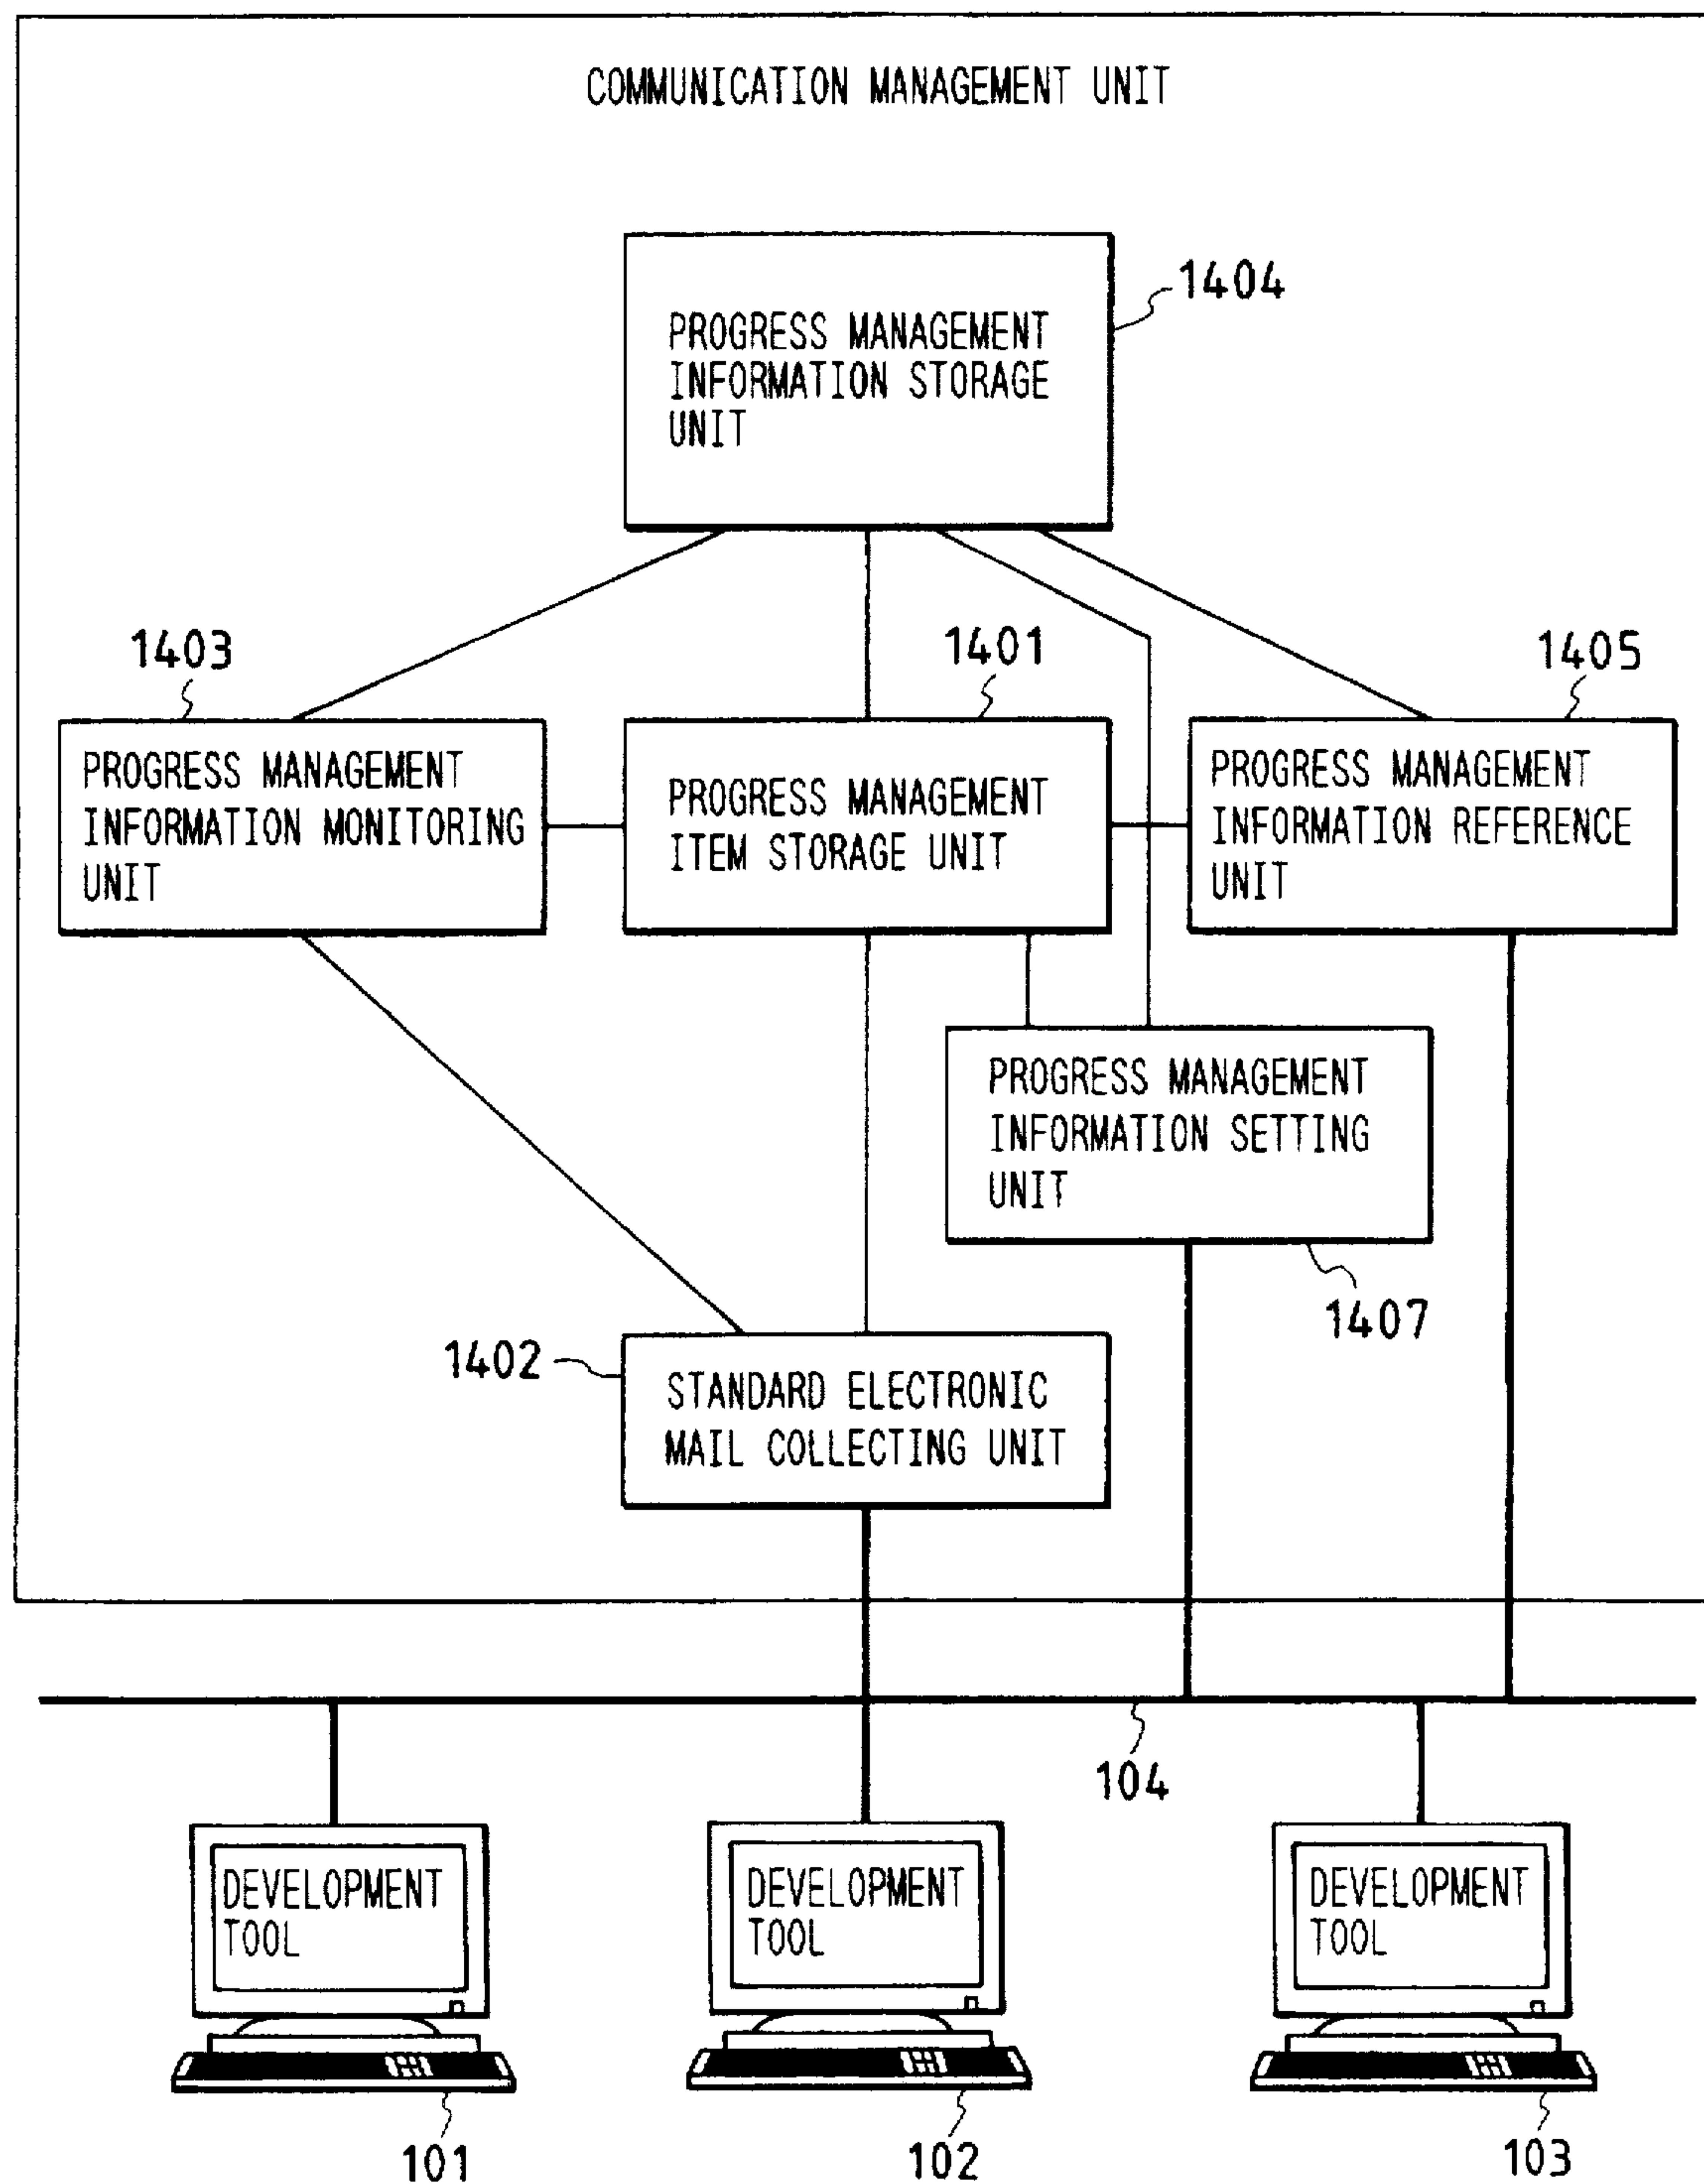 COMMUNICATION MANAGEMENT UNIT
PROGRESS MANAGEMENT
INFORMATION STORAGE
UNIT
1404
1403
1401
1405
PROGRESS MANAGEMENT
INFORMATION MONITORING
UNIT
PROGRESS MANAGEMENT
ITEM STORAGE UNIT
PROGRESS MANAGEMENT
INFORMATION REFERENCE
UNIT
PROGRESS MANAGEMENT
INFORMATION SETTING
UNIT
1407
1402
STANDARD ELECTRONIC
MAIL COLLECTING UNIT
104
DEVELOPMENT
TOOL
DEVELOPMENT
TOOL
DEVELOPMENT
TOOL
101
102
103